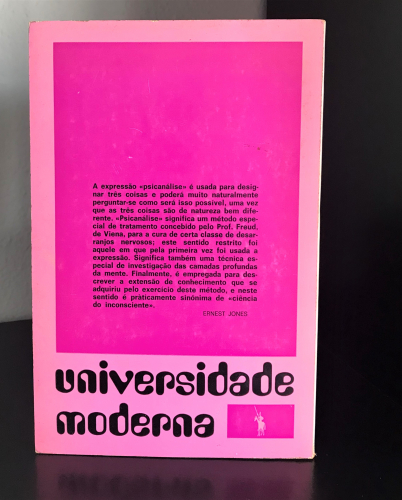 A expressão «psicanálise» é usada para desig-
nar três coisas e poderá muito naturalmente
perguntar-se como será isso possível, uma vez
que as três coisas são de natureza bem dife-
rente. «Psicanálise» significa um método espe-
cial de tratamento concebido pelo Prof. Freud,
de Viena, para a cura de certa classe de desar-
ranjos nervosos: este sentido restrito foi
aquele em que pela primeira vez foi usada a
expressão. Significa também uma técnica es-
pecial de investigação das camadas profundas
da mente. Finalmente, é empregada para des-
crever a extensão do conhecimento que se
adquiriu pelo exercício deste método, e neste
sentido é pràticamente sinónima de «ciência
do inconsciente».
ERNEST JONES
universidade
moderna